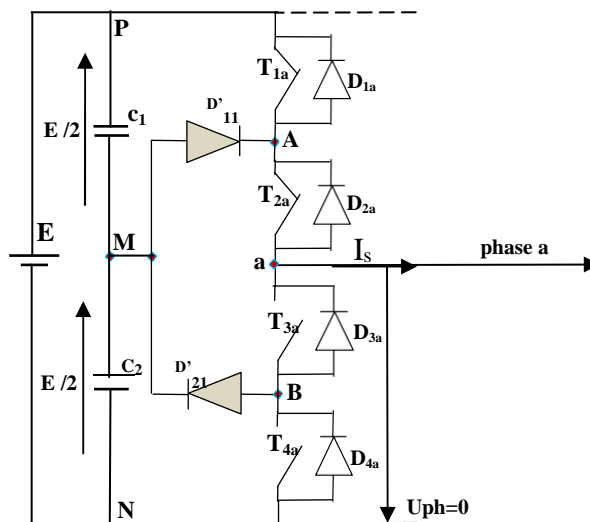 P
T1a
D1a
D' 11
c1
E /2
A
T2a
D2a
E
M
a
IS
phase a
T3a
D3a
D' 21
C2
E /2
B
T4a
D4a
N
Uph=0